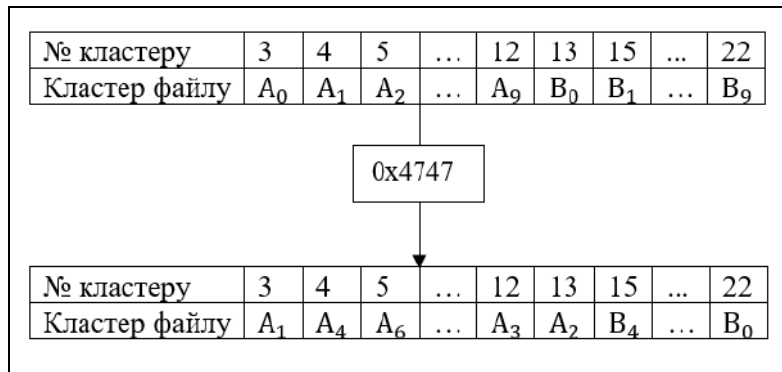 № кластеру 3 4 5 … 12 13 15 ... 22
Кластер файлу A₀ A₁ A₂ … A₉ B₀ B₁ … B₉
0x4747
№ кластеру 3 4 5 … 12 13 15 ... 22
Кластер файлу A₁ A₄ A₆ … A₃ A₂ B₄ … B₀